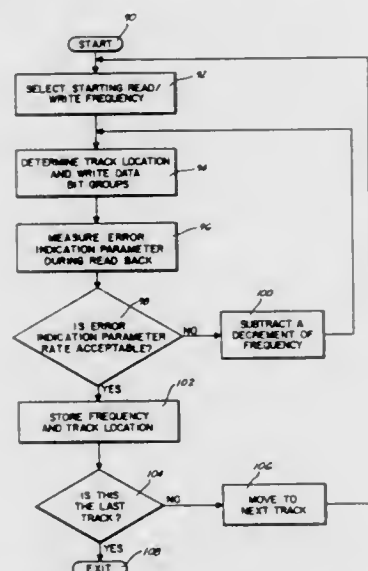 90
START
92
SELECT STARTING READ/
WRITE FREQUENCY
94
DETERMINE TRACK LOCATION
AND WRITE DATA
BIT GROUPS
96
MEASURE ERROR
INDICATION PARAMETER
DURING READ BACK
98
IS ERROR
INDICATION PARAMETER
RATE ACCEPTABLE?
NO
100
SUBTRACT A
DECREMENT OF
FREQUENCY
YES
102
STORE FREQUENCY
AND TRACK LOCATION
104
IS THIS
THE LAST
TRACK?
NO
106
MOVE TO
NEXT TRACK
YES
108
EXIT